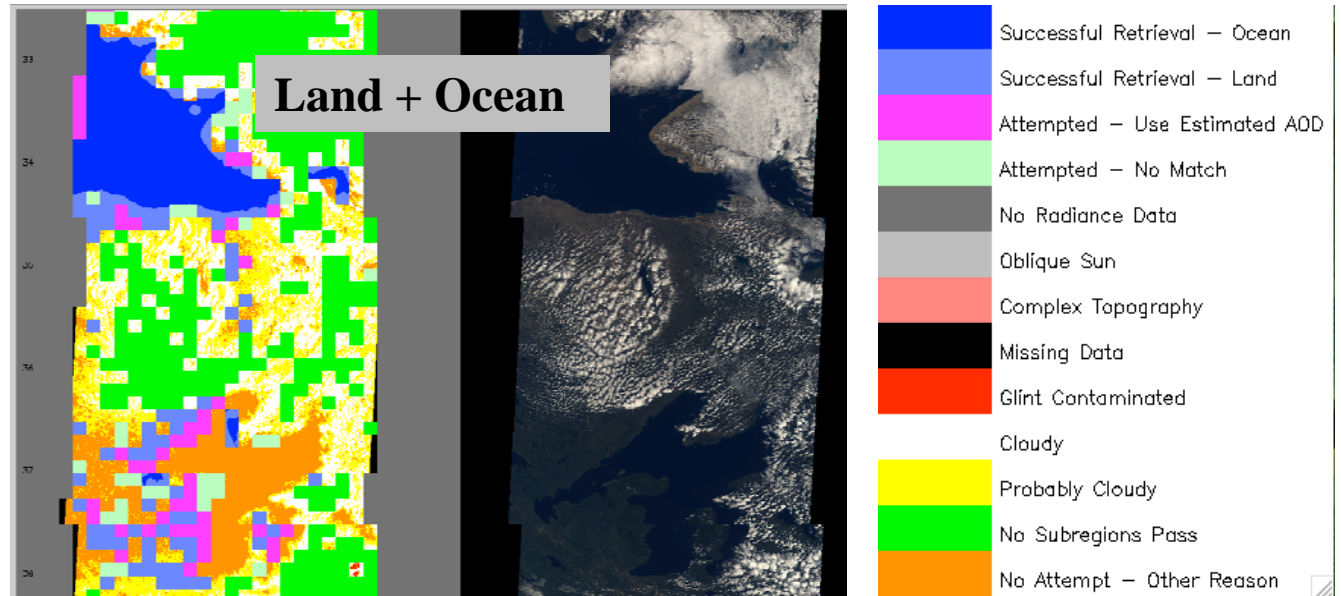 33
Land + Ocean
34
35
36
37
38
Successful Retrieval – Ocean
Successful Retrieval – Land
Attempted – Use Estimated AOD
Attempted – No Match
No Radiance Data
Oblique Sun
Complex Topography
Missing Data
Glint Contaminated
Cloudy
Probably Cloudy
No Subregions Pass
No Attempt – Other Reason